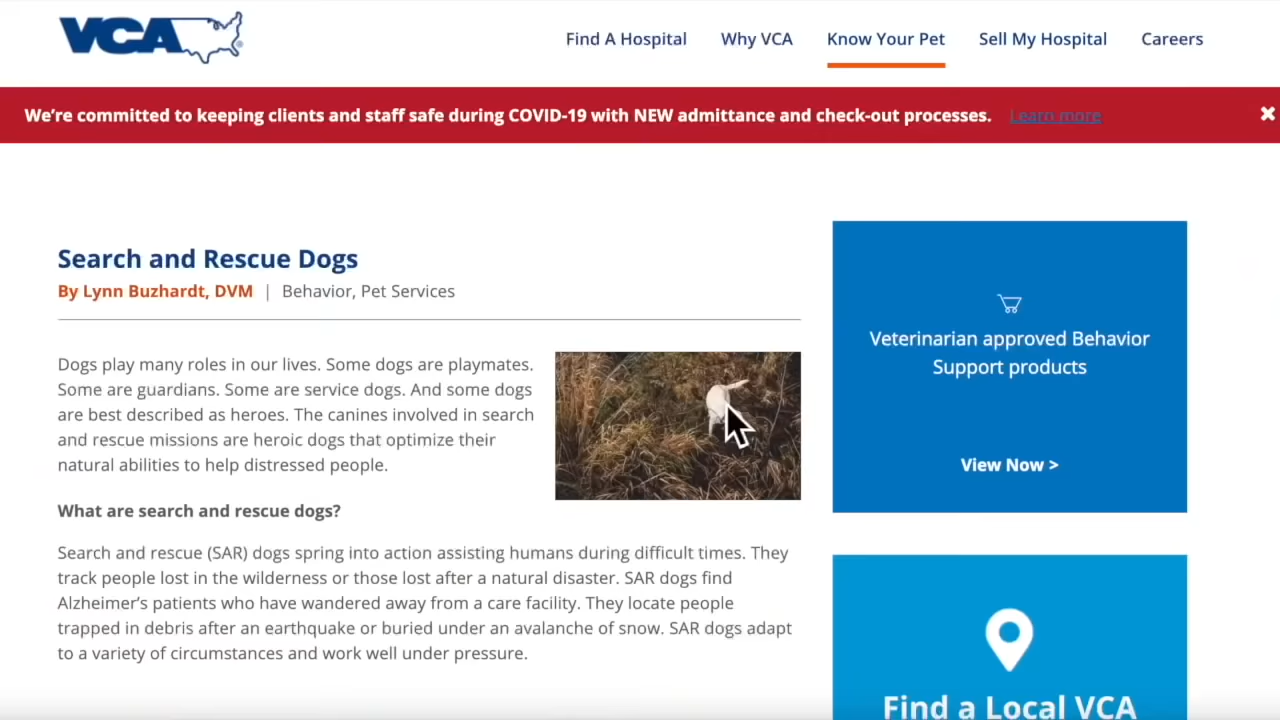 VCA
Find A Hospital
Why VCA
Know Your Pet
Sell My Hospital
Careers
We’re committed to keeping clients and staff safe during COVID-19 with NEW admittance and check-out processes. Learn more
Search and Rescue Dogs
By Lynn Buzhardt, DVM | Behavior, Pet Services
Dogs play many roles in our lives. Some dogs are playmates.
Some are guardians. Some are service dogs. And some dogs
are best described as heroes. The canines involved in search
and rescue missions are heroic dogs that optimize their
natural abilities to help distressed people.
What are search and rescue dogs?
Search and rescue (SAR) dogs spring into action assisting humans during difficult times. They
track people lost in the wilderness or those lost after a natural disaster. SAR dogs find
Alzheimer’s patients who have wandered away from a care facility. They locate people
trapped in debris after an earthquake or buried under an avalanche of snow. SAR dogs adapt
to a variety of circumstances and work well under pressure.
Veterinarian approved Behavior
Support products
View Now >
Find a Local VCA